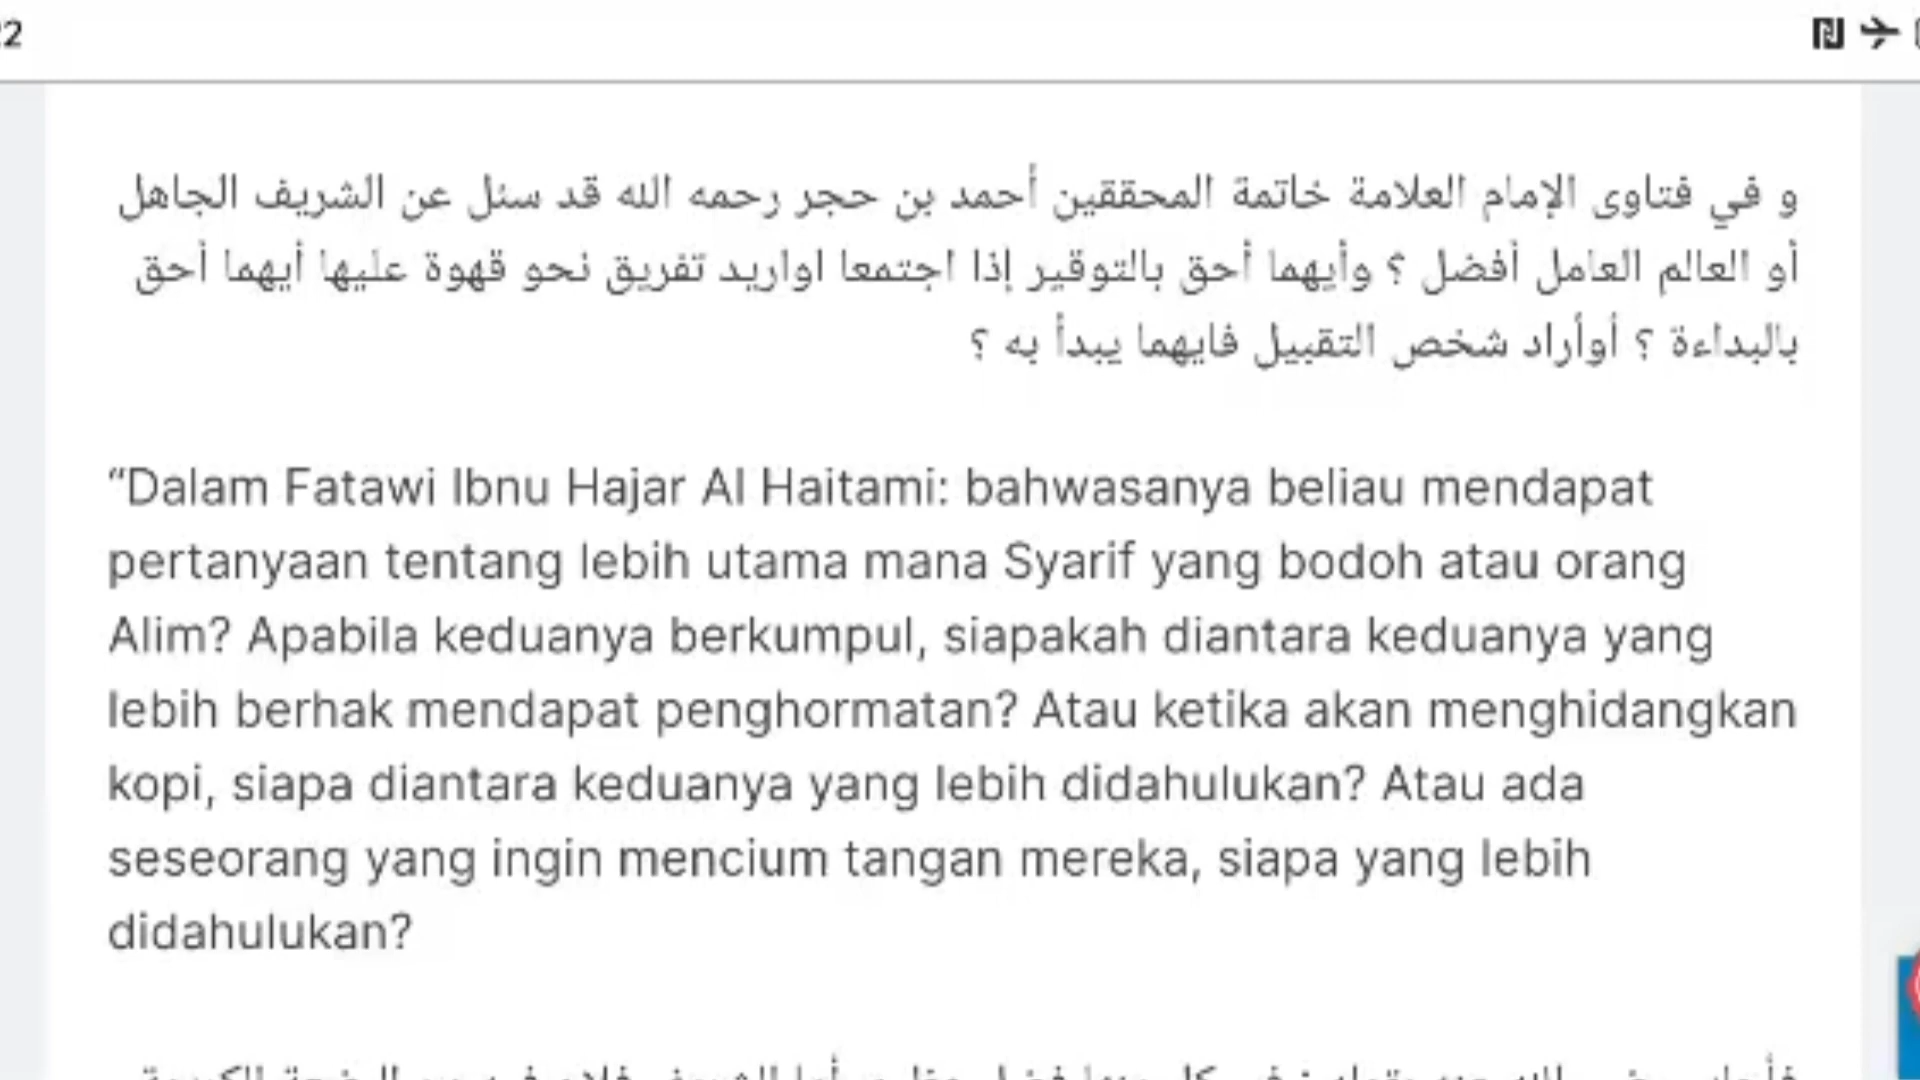 22
و في فتاوى الإمام العلامة خاتمة المحققين أحمد بن حجر رحمه الله قد سئل عن الشريف الجاهل
أو العالم العامل أفضل ؟ وأيهما أحق بالتوقير إذا اجتمعا اواريد تفريق نحو قهوة عليها أيهما أحق
بالبداءة ؟ أوأراد شخص التقبيل فايهما يبدأ به ؟
“Dalam Fatawi Ibnu Hajar Al Haitami: bahwasanya beliau mendapat
pertanyaan tentang lebih utama mana Syarif yang bodoh atau orang
Alim? Apabila keduanya berkumpul, siapakah diantara keduanya yang
lebih berhak mendapat penghormatan? Atau ketika akan menghidangkan
kopi, siapa diantara keduanya yang lebih didahulukan? Atau ada
seseorang yang ingin mencium tangan mereka, siapa yang lebih
didahulukan?